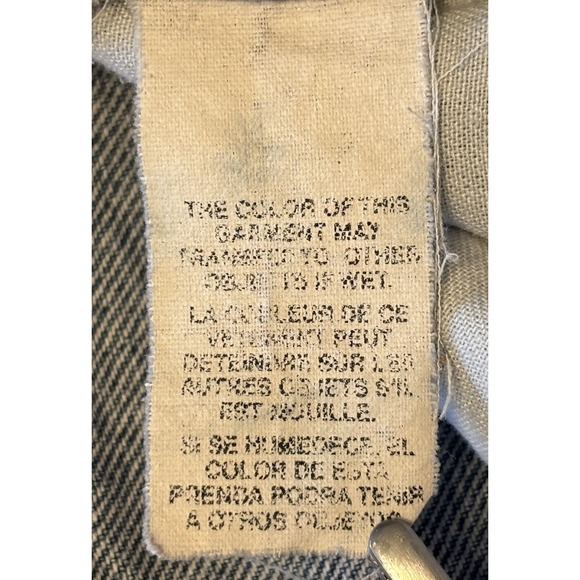 THE COLOR OF THIS
GARMENT MAY
TRANSFER TO OTHER
OBJECTS IF WET.
LA COULEUR DE CE
VETEMENT PEUT
DETEINDRE SUR LES
AUTRES OBJETS S'IL
EST MOUILLE.
SI SE HUMEDECE, EL
COLOR DE ESTA
PRENDA PODRA TENIR
A OTROS OBJETOS.